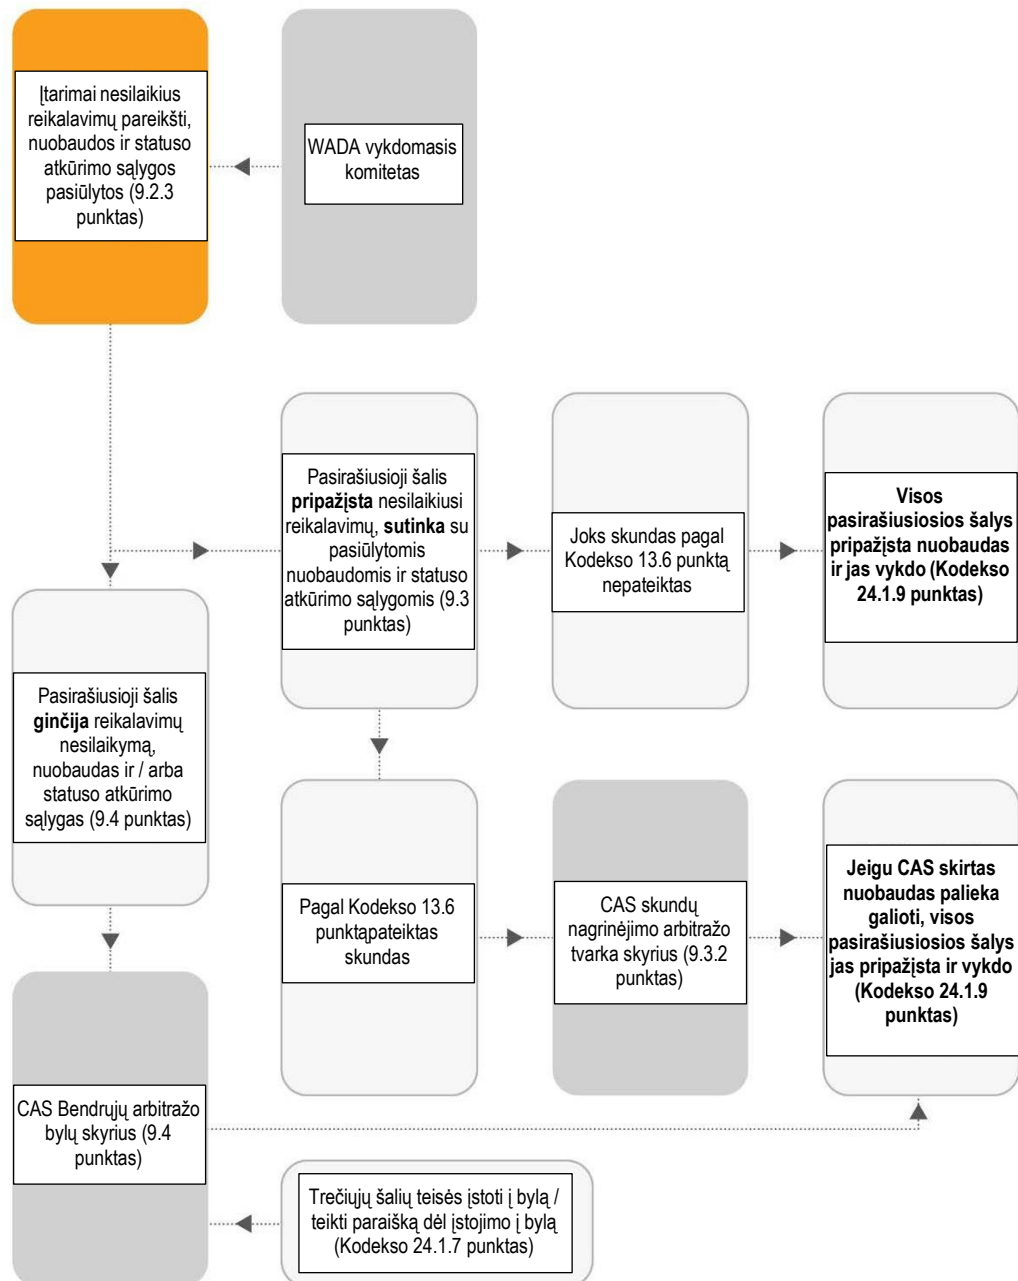 Įtarimai nesilaikius
reikalavimų pareikšti,
nuobaudos ir statuso
atkūrimo sąlygos
pasiūlytos (9.2.3
punktas)
WADA vykdomasis
komitetas
Pasirašiusioji šalis
pripažįsta nesilaikiusi
reikalavimų, sutinka su
pasiūlytomis
nuobaudomis ir statuso
atkūrimo sąlygomis (9.3
punktas)
Joks skundas pagal
Kodekso 13.6 punktą
nepateiktas
Visos
pasirašiusiosios šalys
pripažįsta nuobaudas
ir jas vykdo (Kodekso
24.1.9 punktas)
Pasirašiusioji šalis
ginčija reikalavimų
nesilaikymą,
nuobaudas ir / arba
statuso atkūrimo
sąlygas (9.4 punktas)
Pagal Kodekso 13.6
punktąpateiktas
skundas
CAS skundų
nagrinėjimo arbitražo
tvarka skyrius (9.3.2
punktas)
Jeigu CAS skirtas
nuobaudas palieka
galioti, visos
pasirašiusiosios šalys
jas pripažįsta ir vykdo
(Kodekso 24.1.9
punktas)
CAS Bendrųjų arbitražo
bylų skyrius (9.4
punktas)
Trečiųjų šalių teisės įstoti į bylą /
teikti paraišką dėl įstojimo į bylą
(Kodekso 24.1.7 punktas)